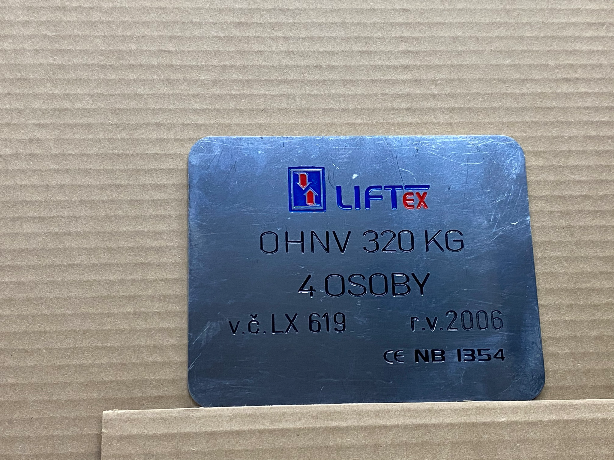 LIFTEX
OHNV 320 KG
4 OSOBY
v.č. LX 619 r.v. 2006
CE NB 1354